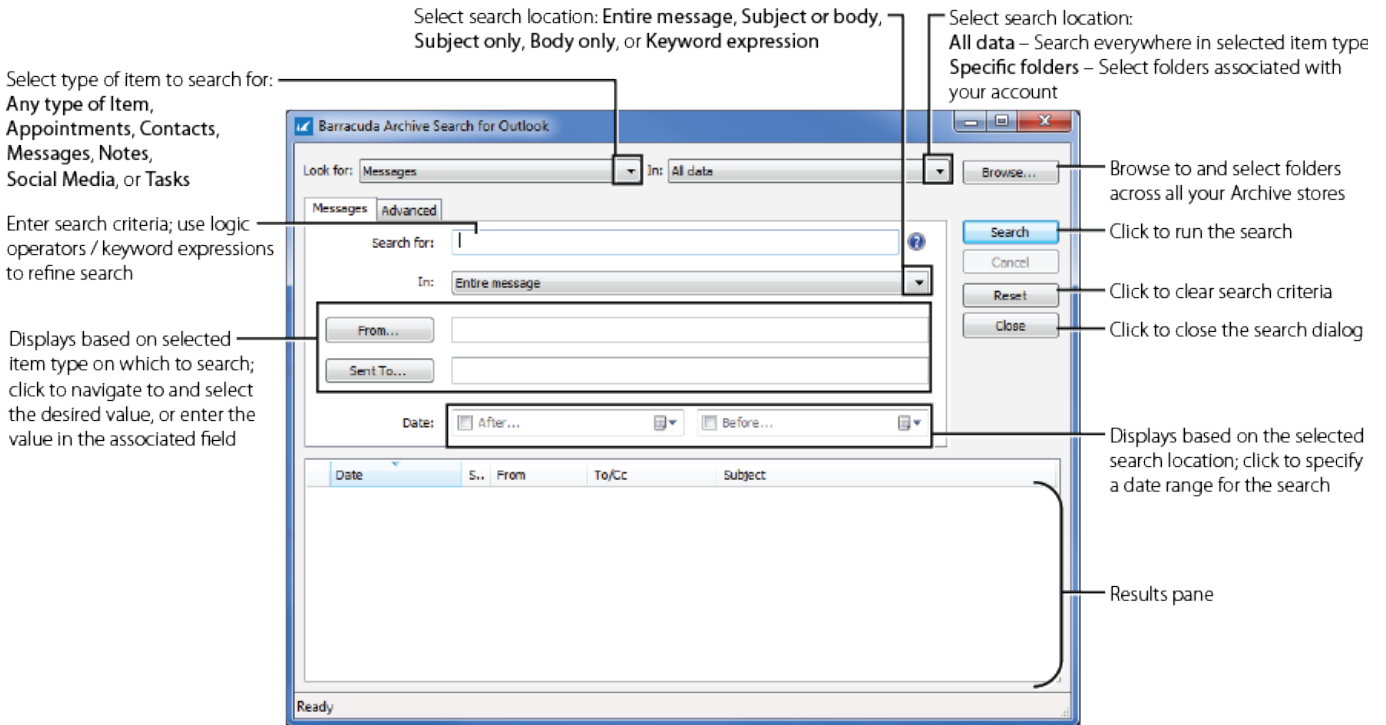 Select search location: Entire message, Subject or body,
Subject only, Body only, or Keyword expression
Select search location:
All data – Search everywhere in selected item type
Specific folders – Select folders associated with
your account
Select type of item to search for:
Any type of Item,
Appointments, Contacts,
Messages, Notes,
Social Media, or Tasks
Enter search criteria; use logic
operators / keyword expressions
to refine search
Displays based on selected
item type on which to search;
click to navigate to and select
the desired value, or enter the
value in the associated field
Barracuda Archive Search for Outlook
Look for: Messages In: All data Browse...
Messages Advanced
Search for: Search
Cancel
In: Entire message
Reset
From... Close
Sent To...
Date: After... Before...
Date S.. From To/Cc Subject
Ready
Browse to and select folders
across all your Archive stores
Click to run the search
Click to clear search criteria
Click to close the search dialog
Displays based on the selected
search location; click to specify
a date range for the search
Results pane